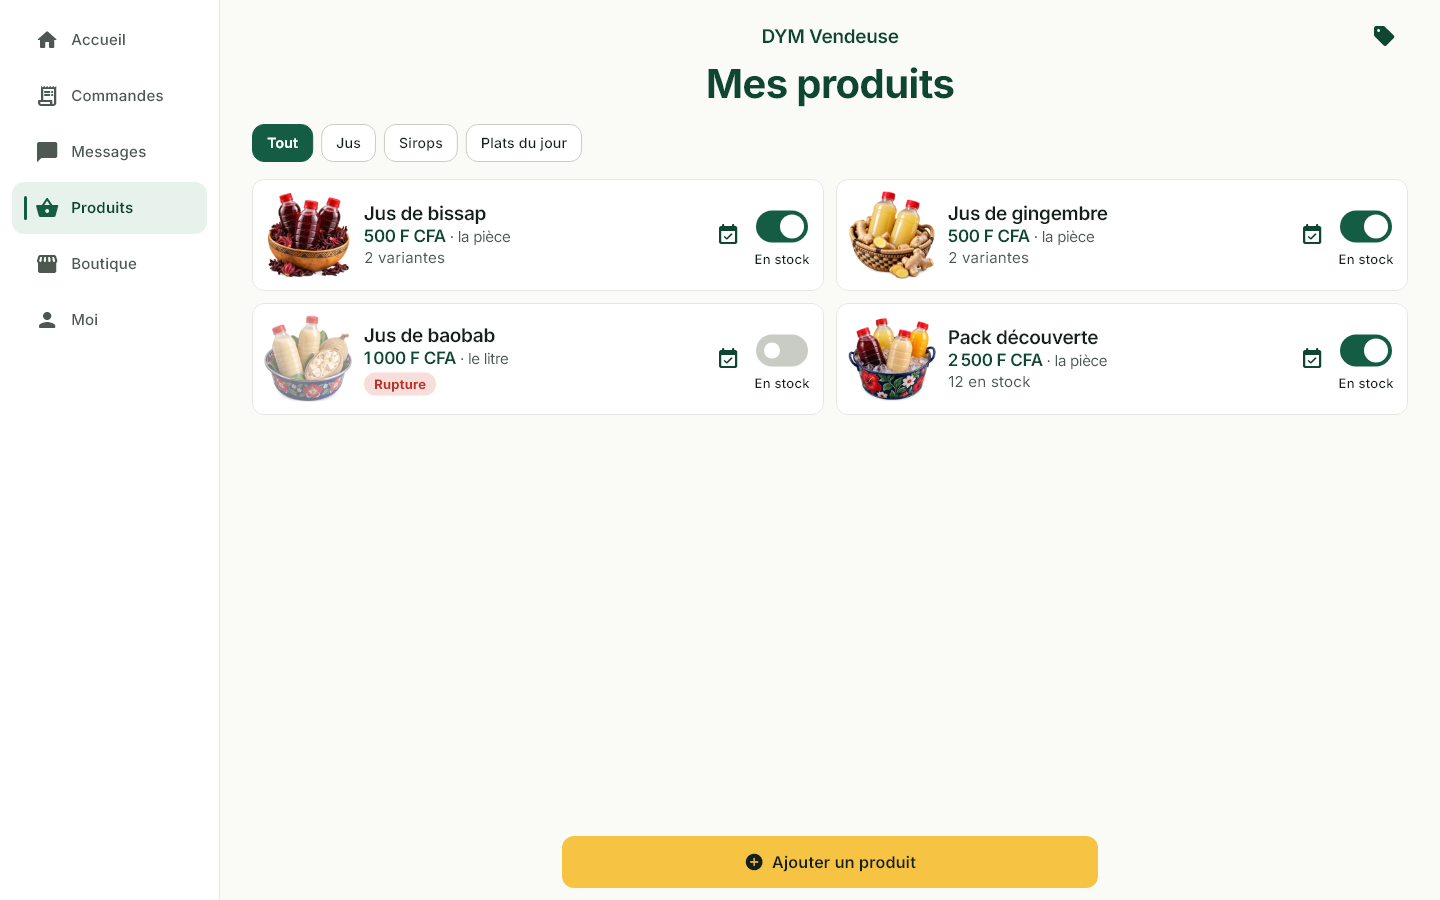 Accueil
Commandes
Messages
Produits
Boutique
Moi
DYM Vendeuse
Mes produits
Tout
Jus
Sirops
Plats du jour
Jus de bissap
500 F CFA · la pièce
2 variantes
En stock
Jus de gingembre
500 F CFA · la pièce
2 variantes
En stock
Jus de baobab
1 000 F CFA · le litre
Rupture
En stock
Pack découverte
2 500 F CFA · la pièce
12 en stock
En stock
Ajouter un produit